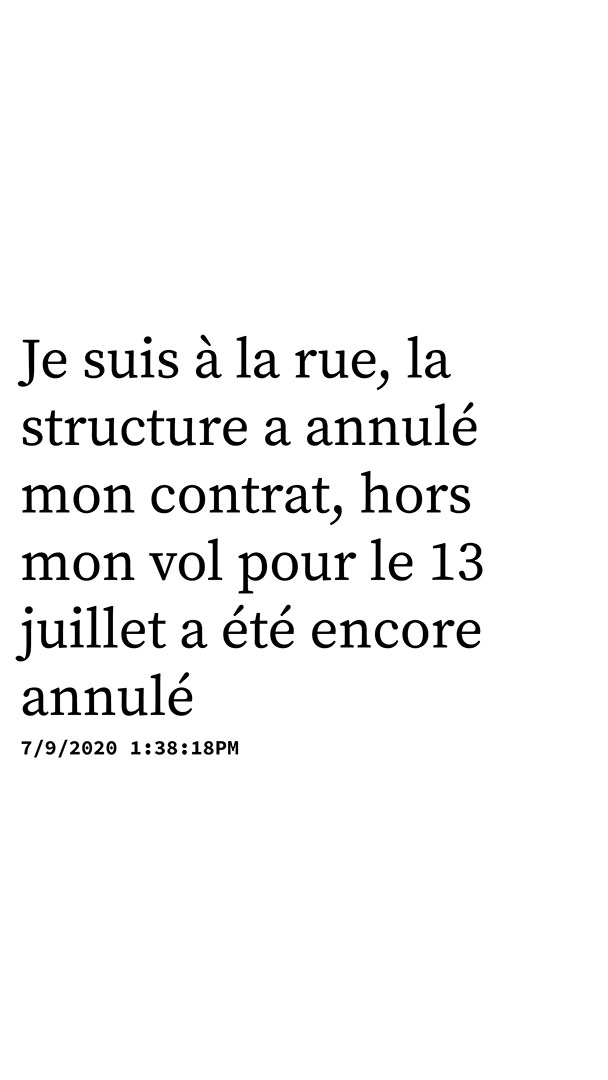 Je suis à la rue, la
structure a annulé
mon contrat, hors
mon vol pour le 13
juillet a été encore
annulé
7/9/2020 1:38:18PM